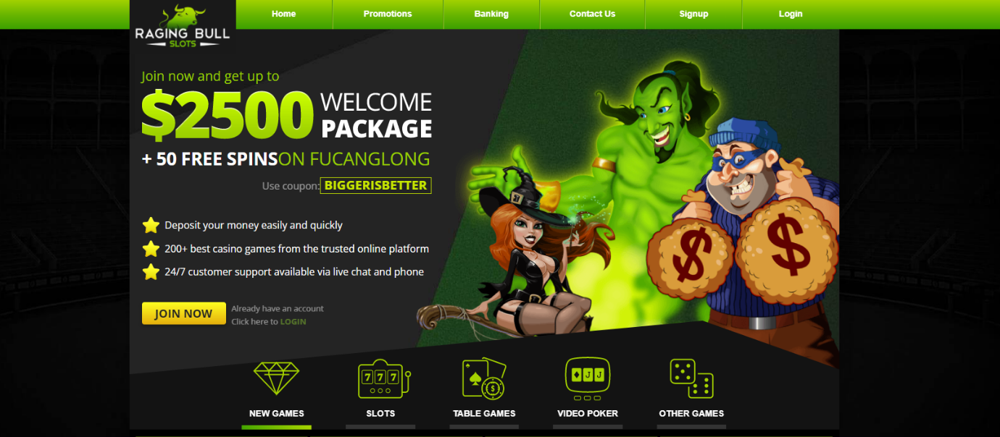 Home Promotions Banking Contact Us Signup Login
RAGING BULL
SLOTS
Join now and get up to
$2500 WELCOME
PACKAGE
+ 50 FREE SPINS ON FUCANGLONG
Use coupon: BIGGERISBETTER
Deposit your money easily and quickly
200+ best casino games from the trusted online platform
24/7 customer support available via live chat and phone
JOIN NOW
Already have an account
Click here to LOGIN
$ $
777
$
J J
NEW GAMES SLOTS TABLE GAMES VIDEO POKER OTHER GAMES